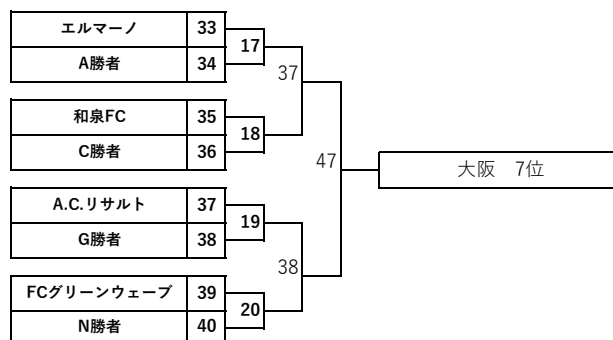 エルマーノ 33
17
A勝者 34
37
和泉FC 35
18
C勝者 36
47
大阪　7位
A.C.リサルト 37
19
G勝者 38
38
FCグリーンウェーブ 39
20
N勝者 40